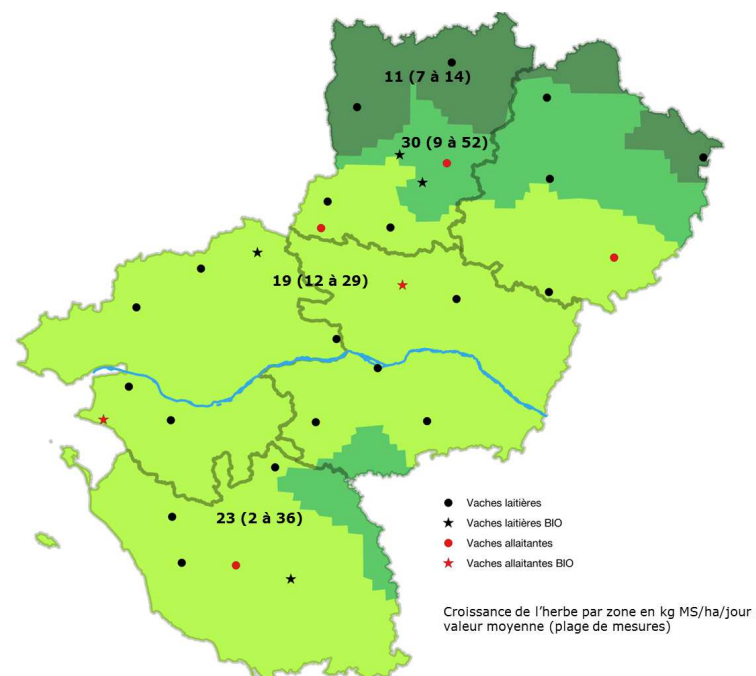 11 (7 à 14)
30 (9 à 52)
19 (12 à 29)
23 (2 à 36)
Vaches laitières
Vaches laitières BIO
Vaches allaitantes
Vaches allaitantes BIO
Croissance de l'herbe par zone en kg MS/ha/jour
valeur moyenne (plage de mesures)